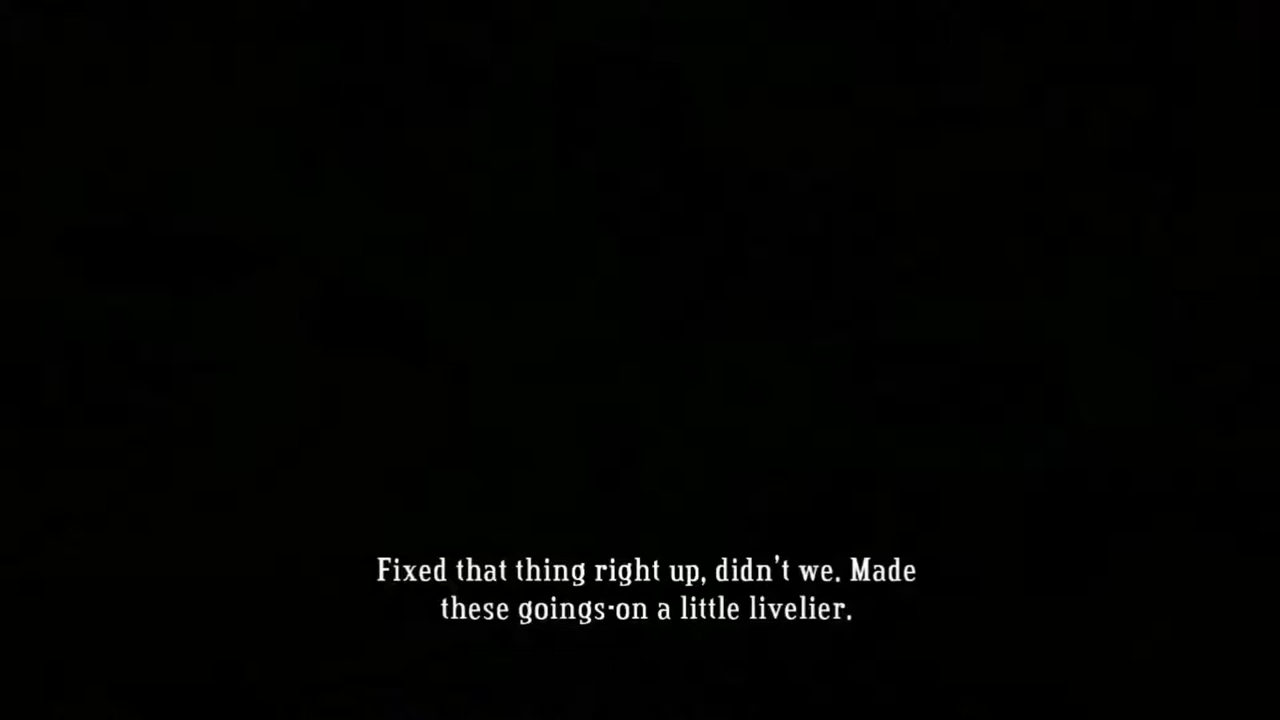 Fixed that thing right up, didn't we. Made
these goings-on a little livelier.